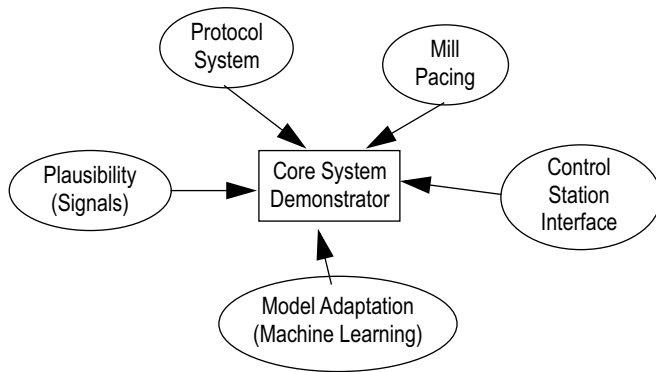 Protocol
System
Mill
Pacing
Plausibility
(Signals)
Core System
Demonstrator
Control
Station
Interface
Model Adaptation
(Machine Learning)